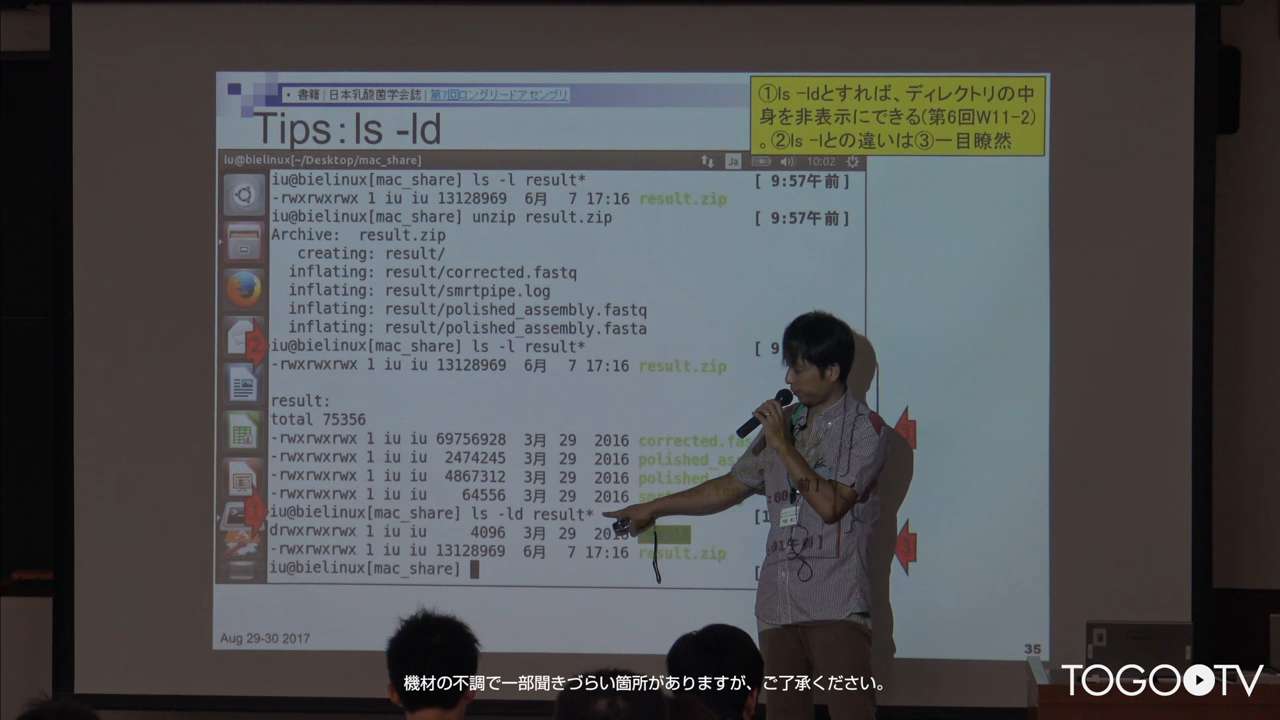 ・書籍 | 日本乳酸菌学会誌 | 第7回ロングリードアセンブリ
Tips:ls -ld
①ls -ldとすれば、ディレクトリの中
身を非表示にできる(第6回W11-2)
。②ls -lとの違いは③一目瞭然
iu@bielinux[~/Desktop/mac_share] Ja 10:02
iu@bielinux[mac_share] ls -l result* [ 9:57午前]
-rwxrwxrwx 1 iu iu 13128969 6月 7 17:16 result.zip
iu@bielinux[mac_share] unzip result.zip [ 9:57午前]
Archive: result.zip
creating: result/
inflating: result/corrected.fastq
inflating: result/smrtpipe.log
inflating: result/polished_assembly.fastq
inflating: result/polished_assembly.fasta
② iu@bielinux[mac_share] ls -l result* [ 9
-rwxrwxrwx 1 iu iu 13128969 6月 7 17:16 result.zip
result:
total 75356
-rwxrwxrwx 1 iu iu 69756928 3月 29 2016 corrected.fas
-rwxrwxrwx 1 iu iu 2474245 3月 29 2016 polished_as
-rwxrwxrwx 1 iu iu 4867312 3月 29 2016 polished
-rwxrwxrwx 1 iu iu 64556 3月 29 2016
① iu@bielinux[mac_share] ls -ld result* [1
drwxrwxrwx 1 iu iu 4096 3月 29 2016
-rwxrwxrwx 1 iu iu 13128969 6月 7 17:16 result.zip
③
iu@bielinux[mac_share] [
Aug 29-30 2017
35
機材の不調で一部聞きづらい箇所がありますが、ご了承ください。
TOGOTV